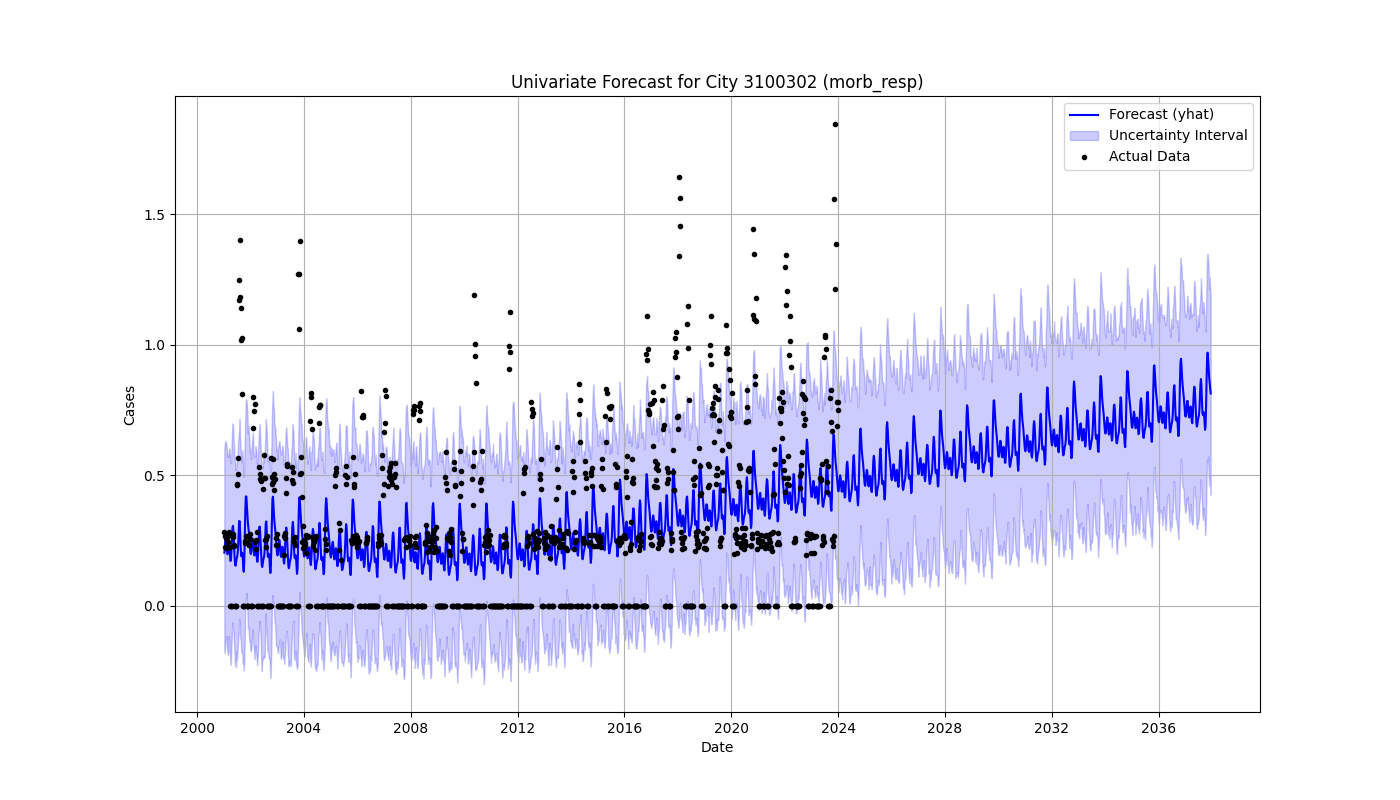 Univariate Forecast for City 3100302 (morb_resp)
Forecast (yhat)
Uncertainty Interval
Actual Data
Cases
1.5
1.0
0.5
0.0
2000 2004 2008 2012 2016 2020 2024 2028 2032 2036
Date